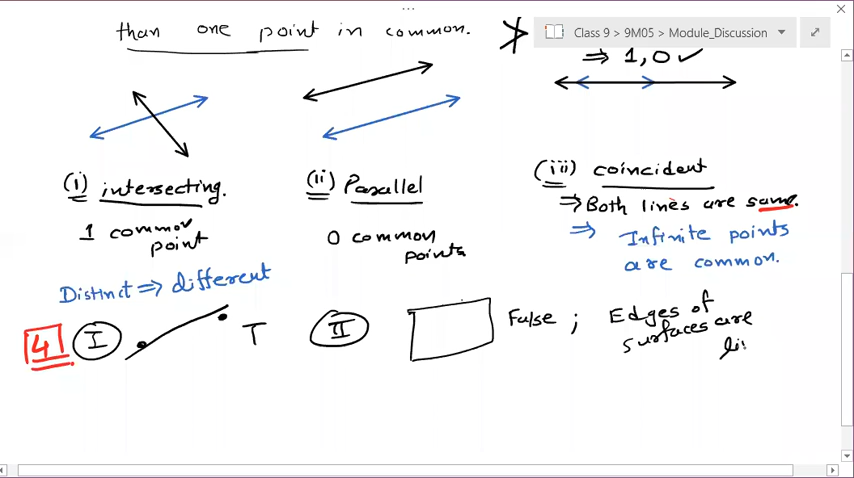 than one point in common.
Class 9 > 9M05 > Module_Discussion
⇒ 1, 0 ✓
(i) intersecting.
(ii) Parallel
(iii) coincident
⇒ Both lines are same.
1 common
point
0 common
points
⇒ Infinite points
are common.
Distinct ⇒ different
4 I T II False ; Edges of
surfaces are